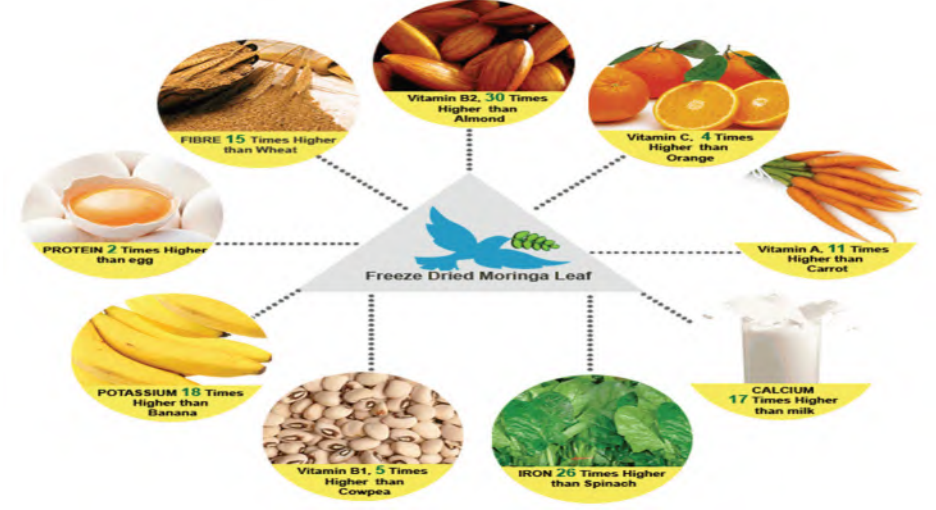 Vitamin B2, 30 Times
Higher than
Almond
FIBRE 15 Times Higher
than Wheat
Vitamin C, 4 Times
Higher than
Orange
PROTEIN 2 Times Higher
than egg
Vitamin A, 11 Times
Higher than
Carrot
Freeze Dried Moringa Leaf
POTASSIUM 18 Times
Higher than
Banana
CALCIUM
17 Times Higher
than milk
Vitamin B1, 5 Times
Higher than
Cowpea
IRON 26 Times Higher
than Spinach